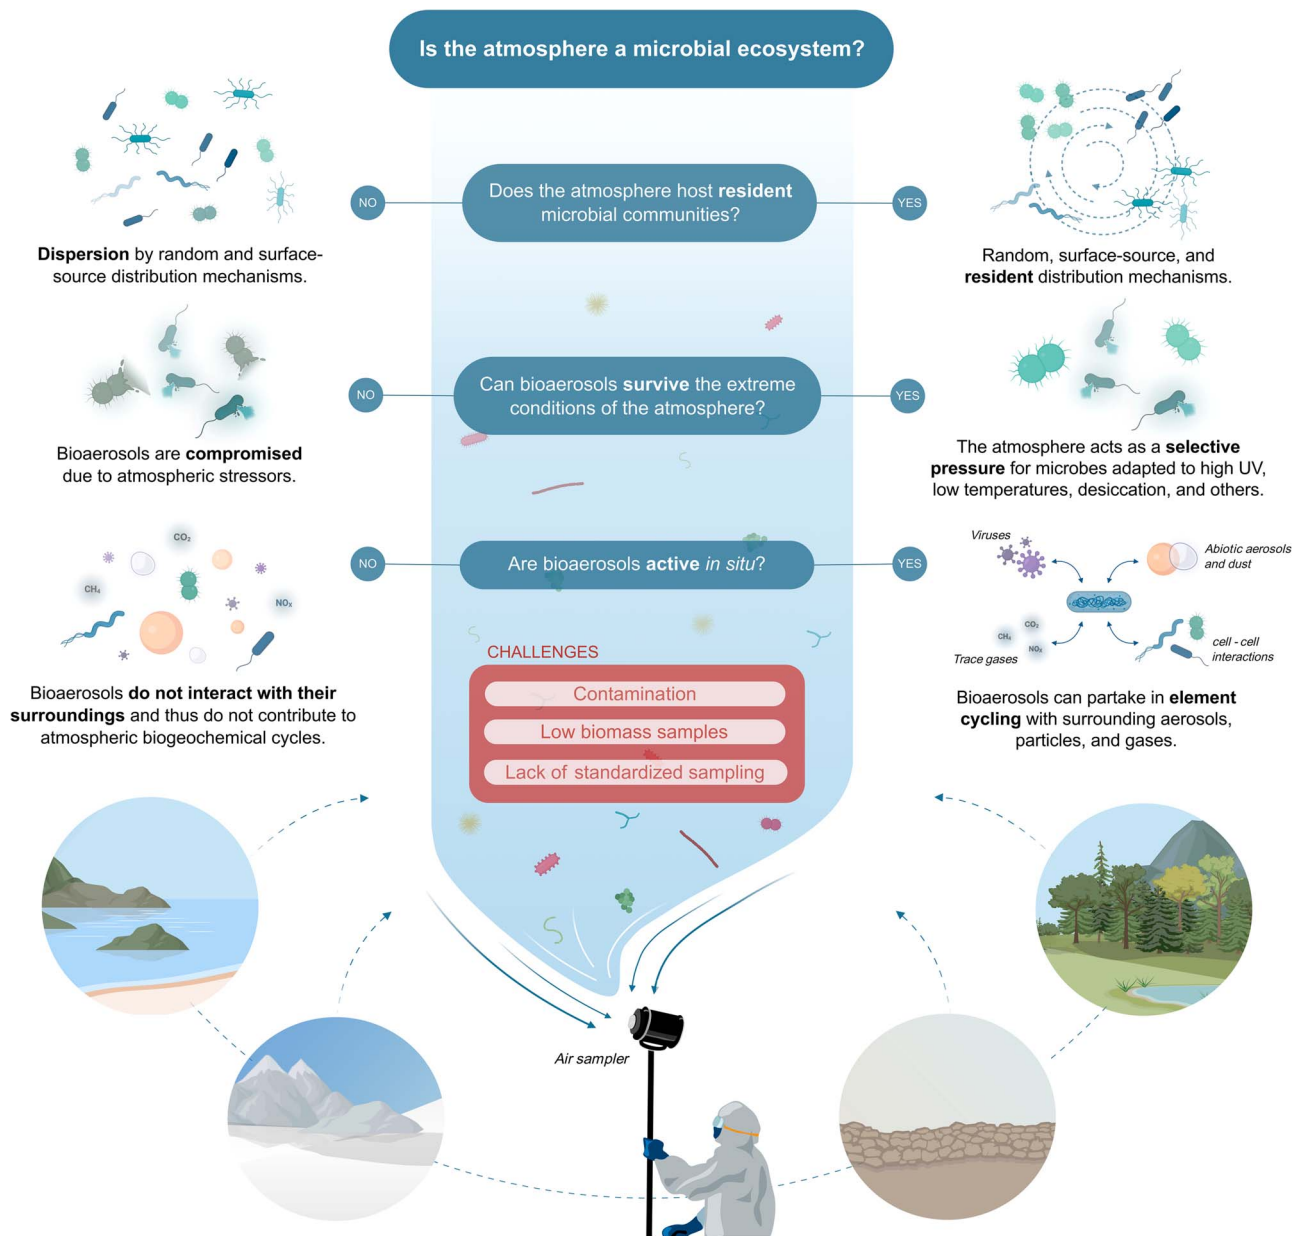 Is the atmosphere a microbial ecosystem?
Does the atmosphere host resident
microbial communities?
NO
YES
Dispersion by random and surface-
source distribution mechanisms.
Random, surface-source, and
resident distribution mechanisms.
Can bioaerosols survive the extreme
conditions of the atmosphere?
NO
YES
Bioaerosols are compromised
due to atmospheric stressors.
The atmosphere acts as a selective
pressure for microbes adapted to high UV,
low temperatures, desiccation, and others.
Are bioaerosols active in situ?
NO
YES
CO₂
CH₄
NOₓ
Bioaerosols do not interact with their
surroundings and thus do not contribute to
atmospheric biogeochemical cycles.
Viruses
Abiotic aerosols
and dust
CO₂
CH₄
NOₓ
Trace gases
cell - cell
interactions
Bioaerosols can partake in element
cycling with surrounding aerosols,
particles, and gases.
CHALLENGES
Contamination
Low biomass samples
Lack of standardized sampling
Air sampler